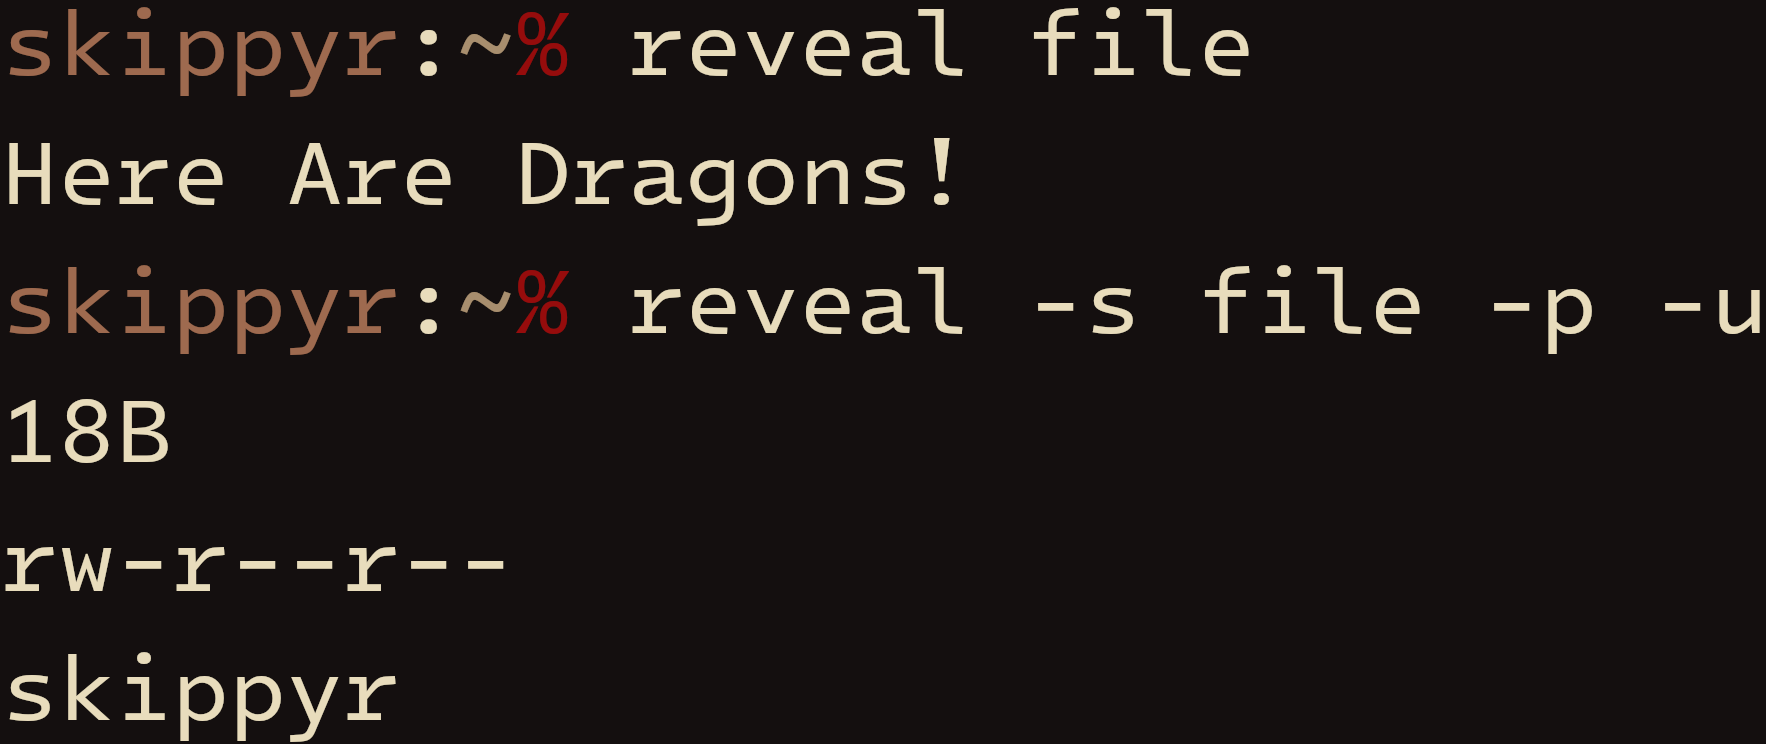 skippyr:~% reveal file
Here Are Dragons!
skippyr:~% reveal -s file -p -u
18B
rw-r--r--
skippyr